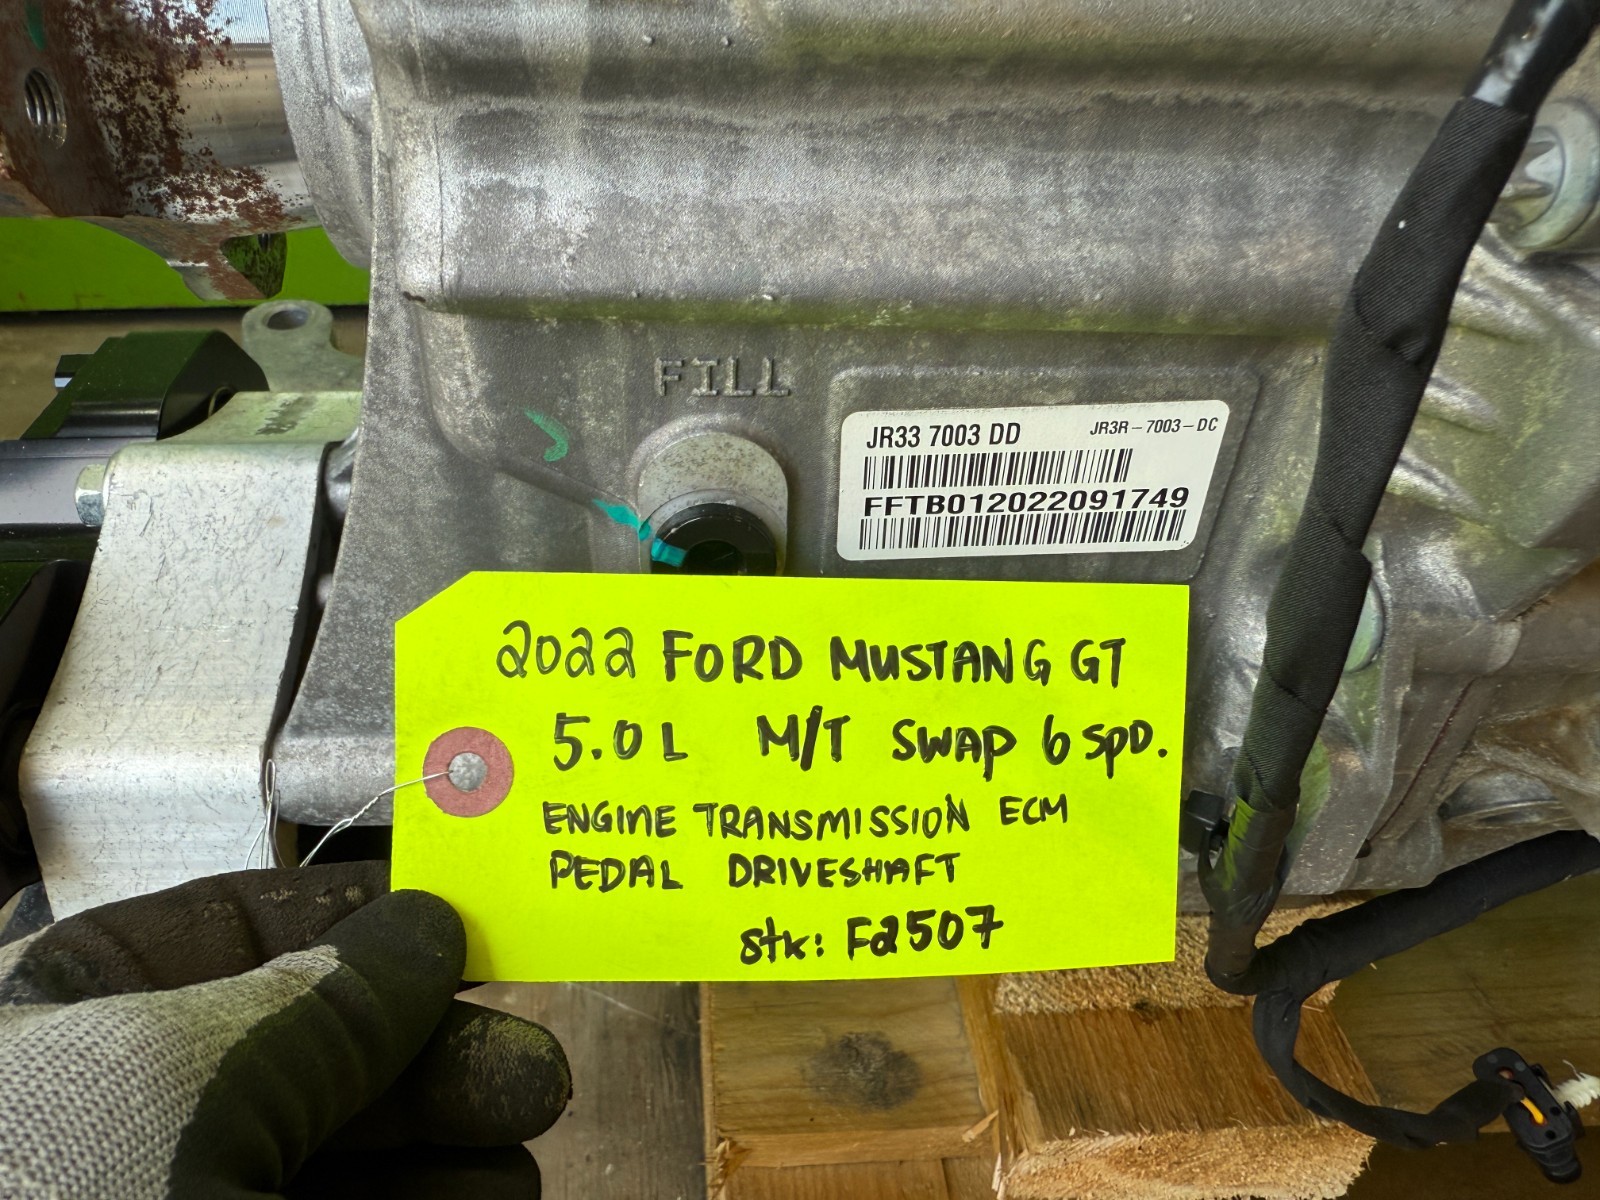 FILL
JR33 7003 DD JR3R-7003-DC
FFTB012022091749
2022 FORD MUSTANG GT
5.0L M/T SWAP 6 SPD.
ENGINE TRANSMISSION ECM
PEDAL DRIVESHAFT
Stk: F2507